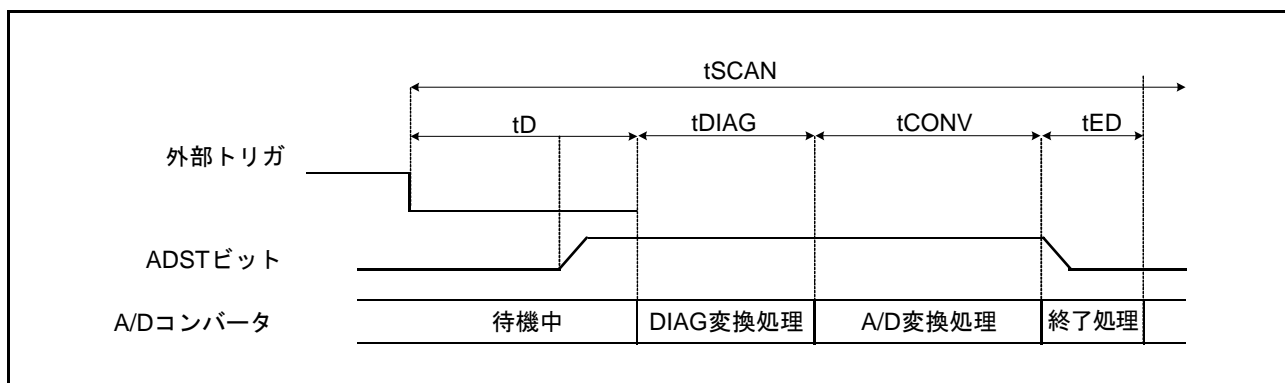 tSCAN
tD
tDIAG
tCONV
tED
外部トリガ
ADSTビット
A/Dコンバータ
待機中
DIAG変換処理
A/D変換処理
終了処理